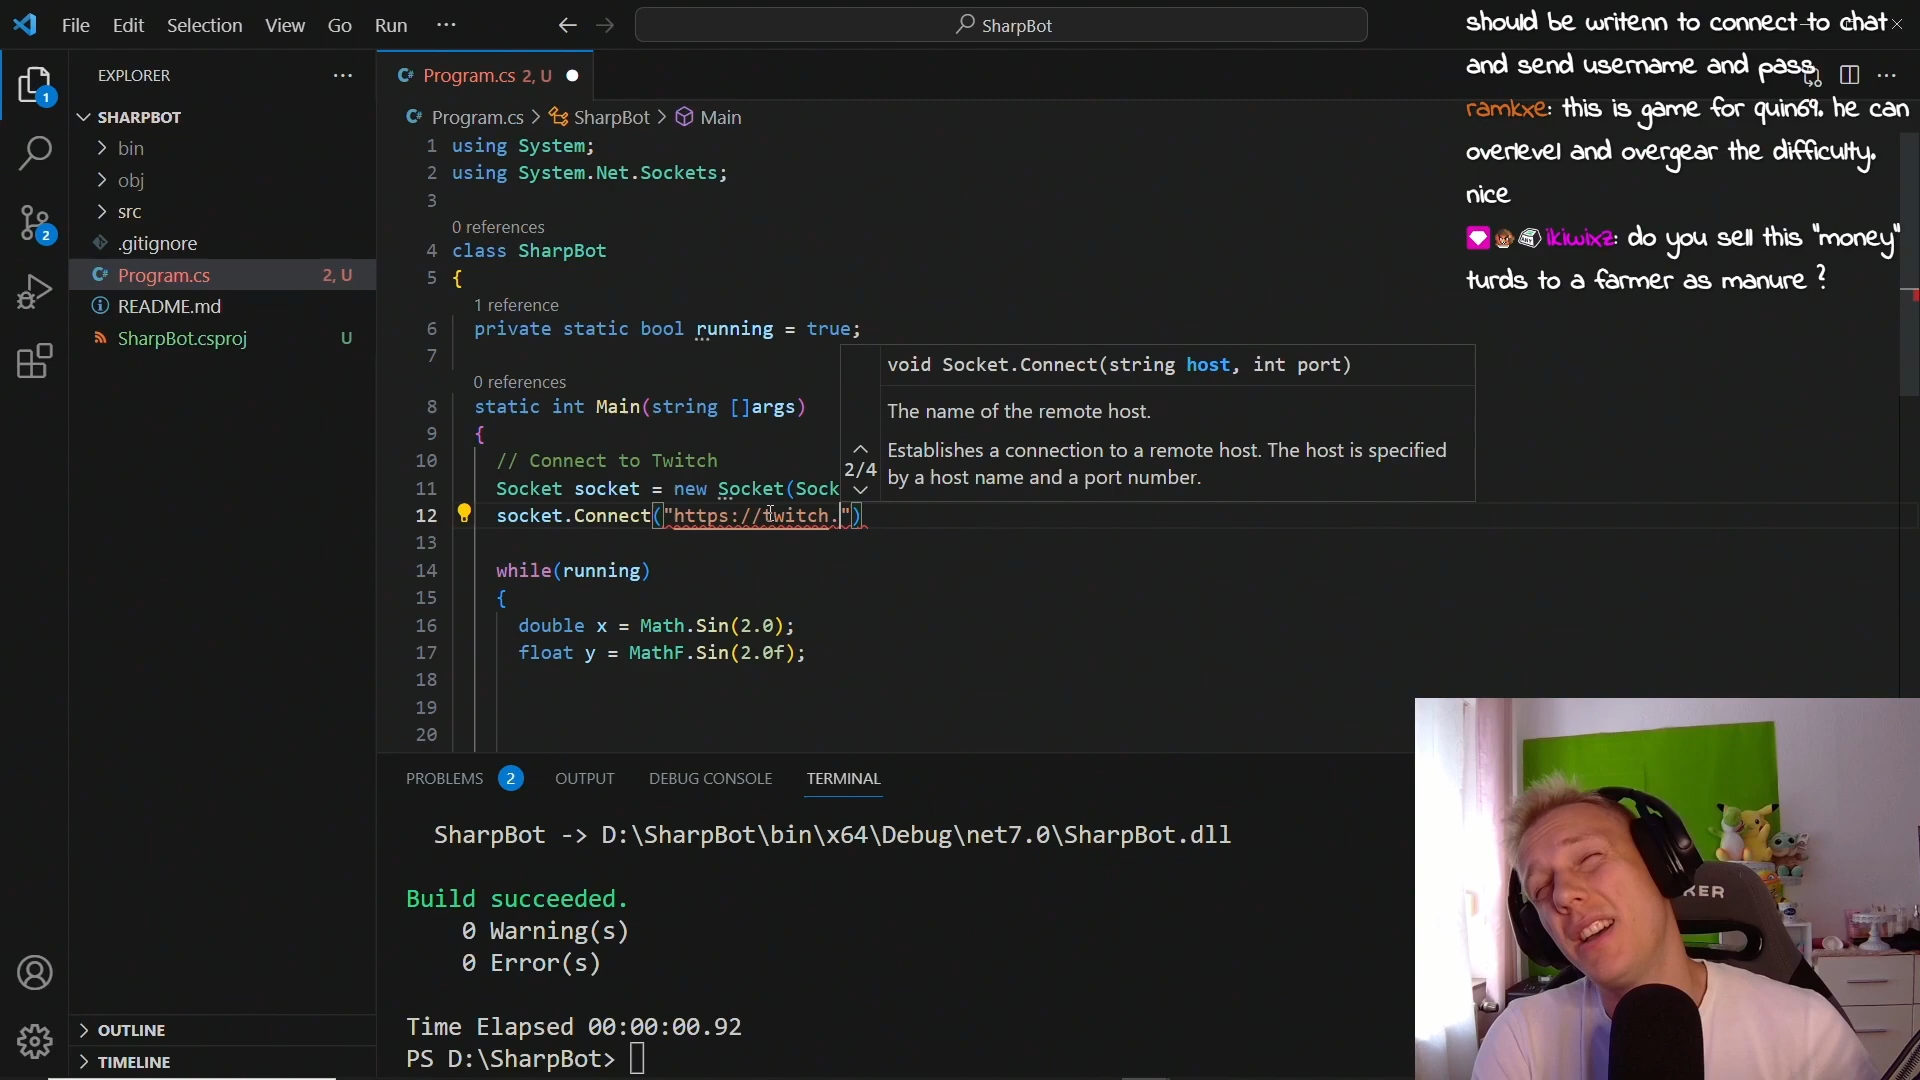 File Edit Selection View Go Run ···
SharpBot
EXPLORER
SHARPBOT
bin
obj
src
.gitignore
Program.cs 2, U
README.md
SharpBot.csproj U
OUTLINE
TIMELINE
1
2
Program.cs 2, U
Program.cs > SharpBot > Main
1 using System;
2 using System.Net.Sockets;
3
0 references
4 class SharpBot
5 {
1 reference
6 private static bool running = true;
7
0 references
8 static int Main(string []args)
9 {
10 // Connect to Twitch
11 Socket socket = new Socket(Sock
12 socket.Connect("https://twitch.")
13
14 while(running)
15 {
16 double x = Math.Sin(2.0);
17 float y = MathF.Sin(2.0f);
18
19
20
void Socket.Connect(string host, int port)
The name of the remote host.
2/4
Establishes a connection to a remote host. The host is specified
by a host name and a port number.
PROBLEMS 2 OUTPUT DEBUG CONSOLE TERMINAL
SharpBot -> D:\SharpBot\bin\x64\Debug\net7.0\SharpBot.dll
Build succeeded.
0 Warning(s)
0 Error(s)
Time Elapsed 00:00:00.92
PS D:\SharpBot>
should be writenn to connect to chat
and send username and pass
ramkxe: this is game for quin69. he can
overlevel and overgear the difficulty.
nice
ikiwixz: do you sell this "money"
turds to a farmer as manure ?
KER